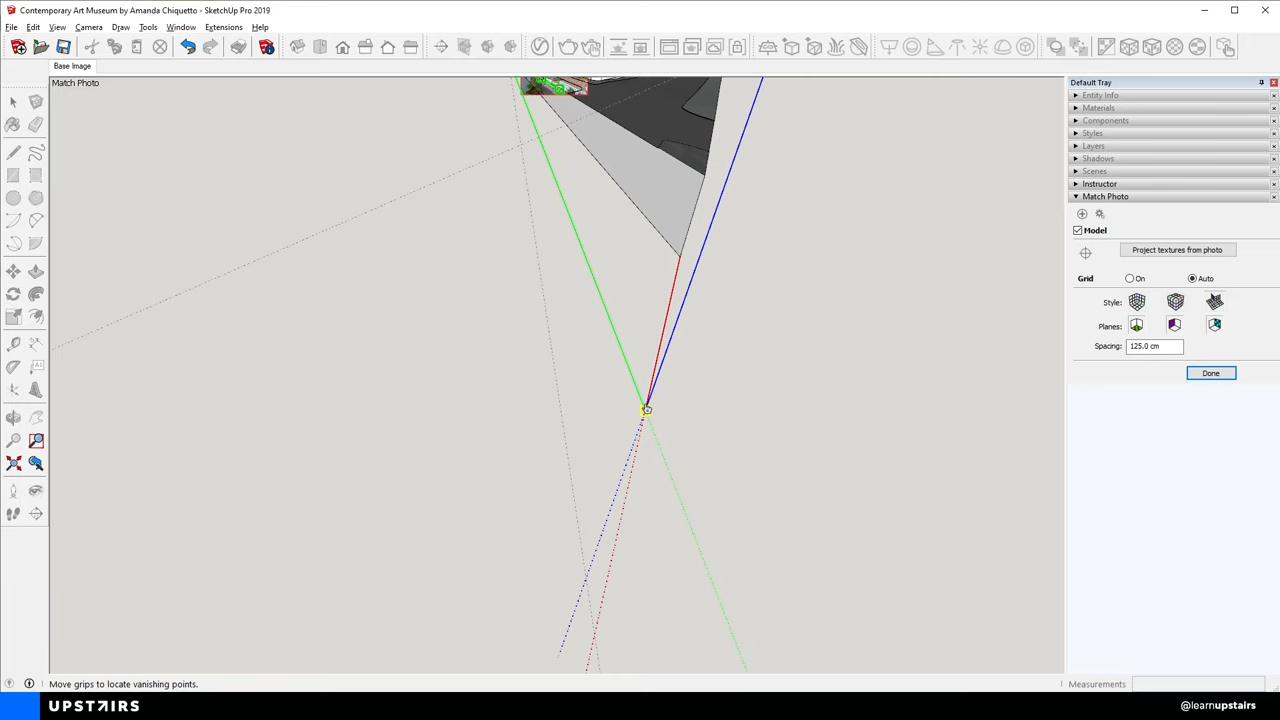 Contemporary Art Museum by Amanda Chiquetto - SketchUp Pro 2019
File Edit View Camera Draw Tools Window Extensions Help
Base Image
Match Photo
Default Tray
Entity Info
Materials
Components
Styles
Layers
Shadows
Scenes
Instructor
Match Photo
Model
Project textures from photo
Grid On Auto
Style:
Planes:
Spacing: 125.0 cm
Done
Move grips to locate vanishing points.
Measurements
UPSTAIRS
@learnupstairs